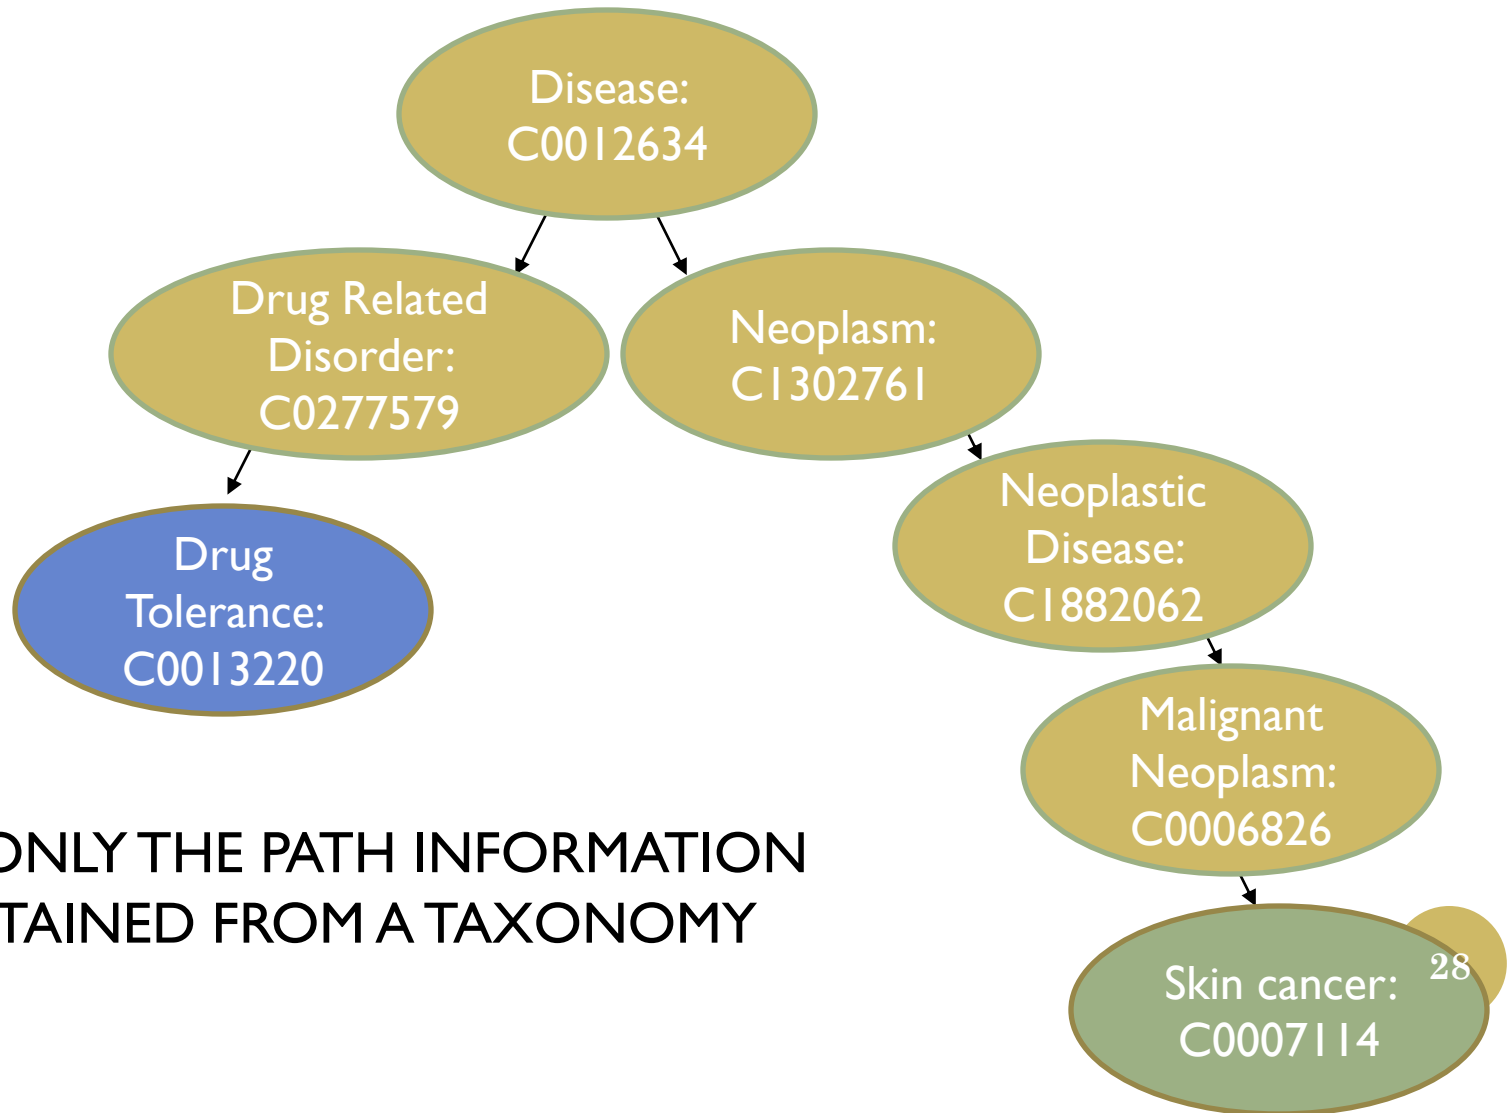 Disease:
C0012634
Drug Related
Disorder:
C0277579
Neoplasm:
C1302761
Neoplastic
Disease:
C1882062
Drug
Tolerance:
C0013220
Malignant
Neoplasm:
C0006826
ONLY THE PATH INFORMATION
TAINED FROM A TAXONOMY
Skin cancer:
C0007114
28